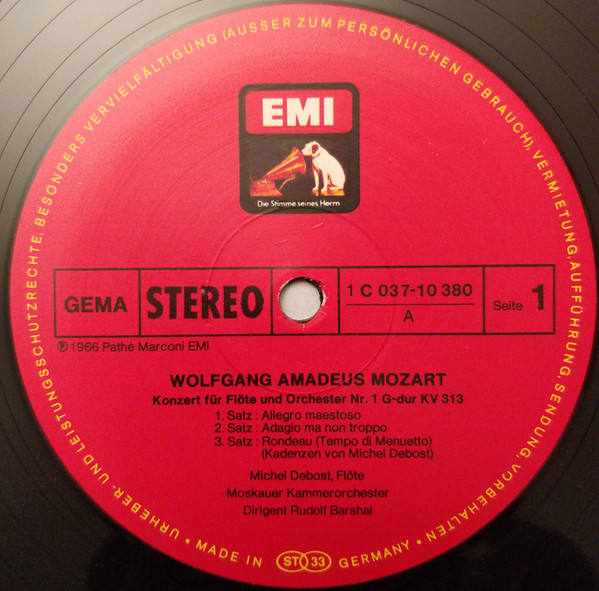 URHEBER- UND LEISTUNGSSCHUTZRECHTE, BESONDERS VERVIELFÄLTIGUNG (AUSSER ZUM PERSÖNLICHEN GEBRAUCH), VERMIETUNG, AUFFÜHRUNG, SENDUNG, VORBEHALTEN
EMI
Die Stimme seines Herrn
GEMA
STEREO
1 C 037-10 380
A
Seite 1
℗ 1966 Pathé Marconi EMI
WOLFGANG AMADEUS MOZART
Konzert für Flöte und Orchester Nr. 1 G-dur KV 313
1. Satz : Allegro maestoso
2. Satz : Adagio ma non troppo
3. Satz : Rondeau (Tempo di Menuetto)
(Kadenzen von Michel Debost)
Michel Debost, Flöte
Moskauer Kammerorchester
Dirigent Rudolf Barshai
• MADE IN ST 33 GERMANY •